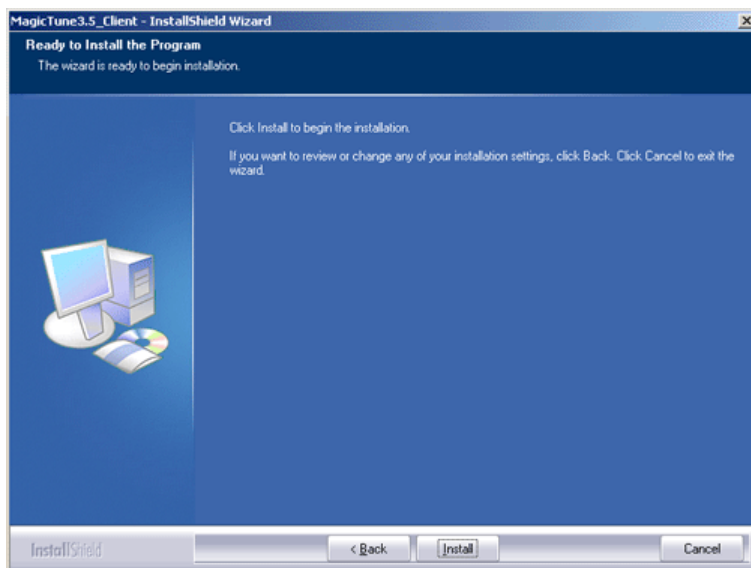 MagicTune3.5_Client - InstallShield Wizard
Ready to Install the Program
The wizard is ready to begin installation.
Click Install to begin the installation.
If you want to review or change any of your installation settings, click Back. Click Cancel to exit the
wizard.
InstallShield
< Back
Install
Cancel